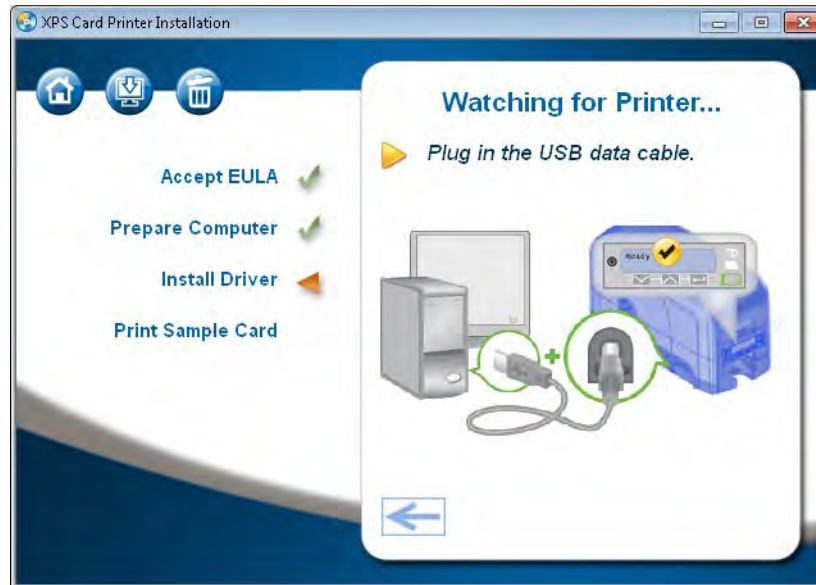 XPS Card Printer Installation
Watching for Printer...
Plug in the USB data cable.
Accept EULA
Prepare Computer
Install Driver
Print Sample Card
Ready